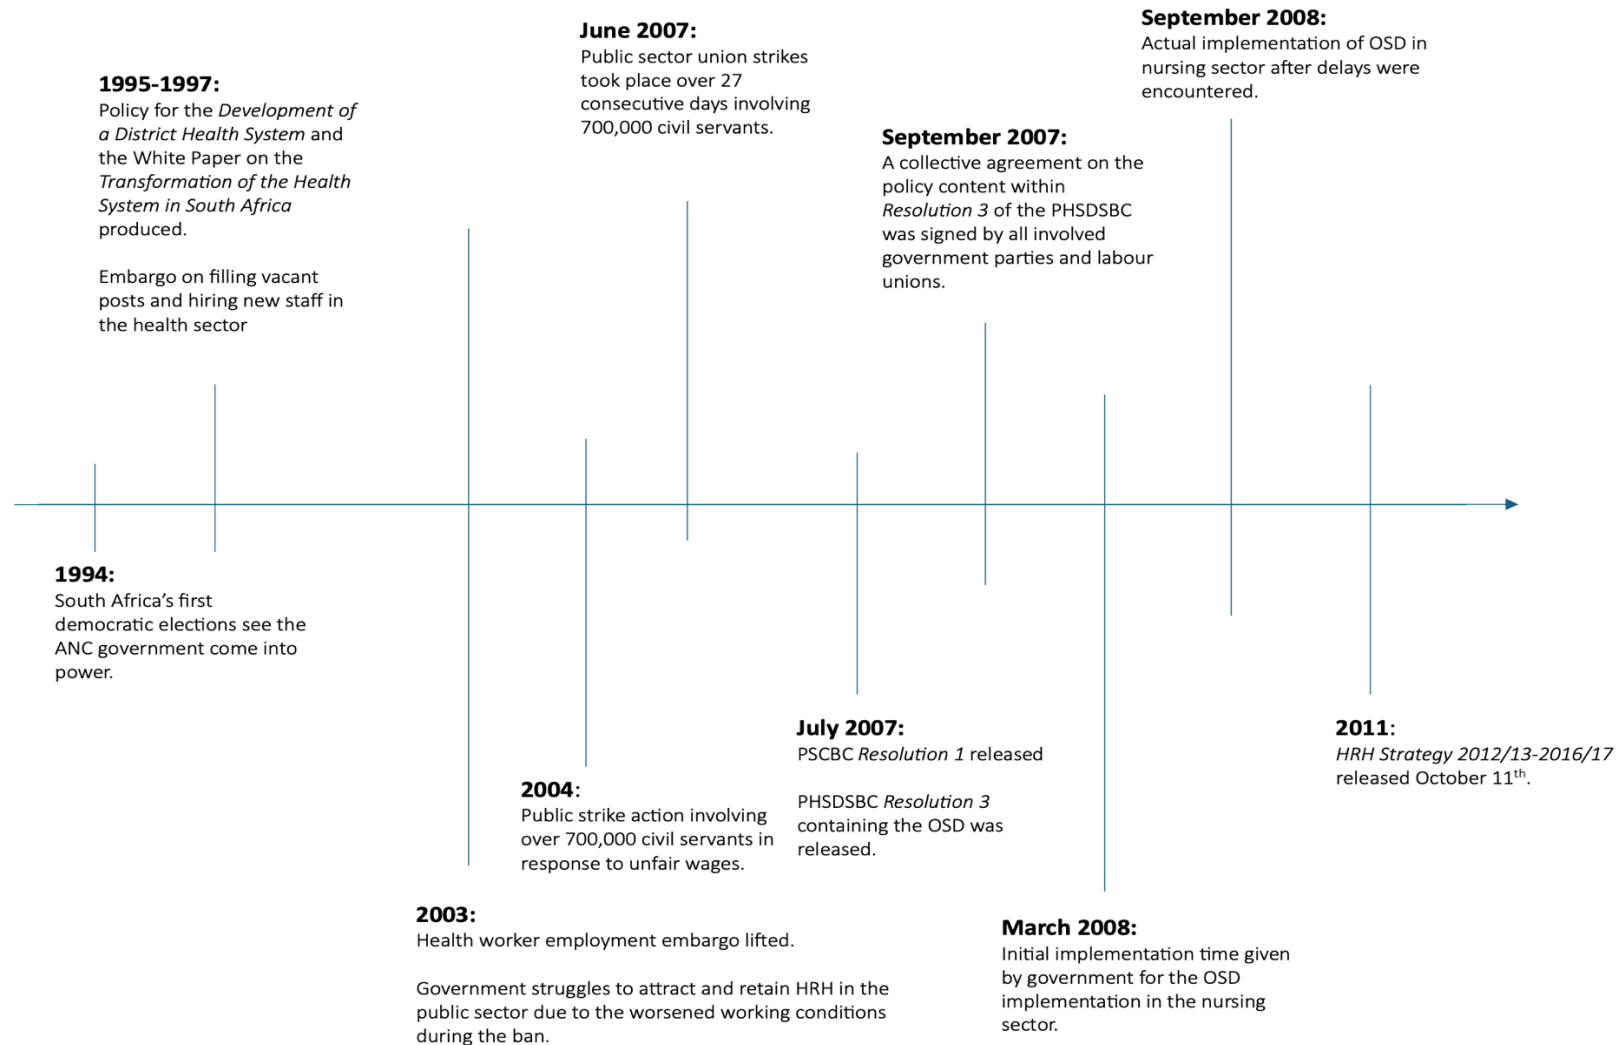 1994:
South Africa’s first
democratic elections see the
ANC government come into
power.
1995-1997:
Policy for the Development of
a District Health System and
the White Paper on the
Transformation of the Health
System in South Africa
produced.
Embargo on filling vacant
posts and hiring new staff in
the health sector
2003:
Health worker employment embargo lifted.
Government struggles to attract and retain HRH in the
public sector due to the worsened working conditions
during the ban.
2004:
Public strike action involving
over 700,000 civil servants in
response to unfair wages.
June 2007:
Public sector union strikes
took place over 27
consecutive days involving
700,000 civil servants.
July 2007:
PSCBC Resolution 1 released
PHSDSBC Resolution 3
containing the OSD was
released.
September 2007:
A collective agreement on the
policy content within
Resolution 3 of the PHSDSBC
was signed by all involved
government parties and labour
unions.
March 2008:
Initial implementation time given
by government for the OSD
implementation in the nursing
sector.
September 2008:
Actual implementation of OSD in
nursing sector after delays were
encountered.
2011:
HRH Strategy 2012/13-2016/17
released October 11th.